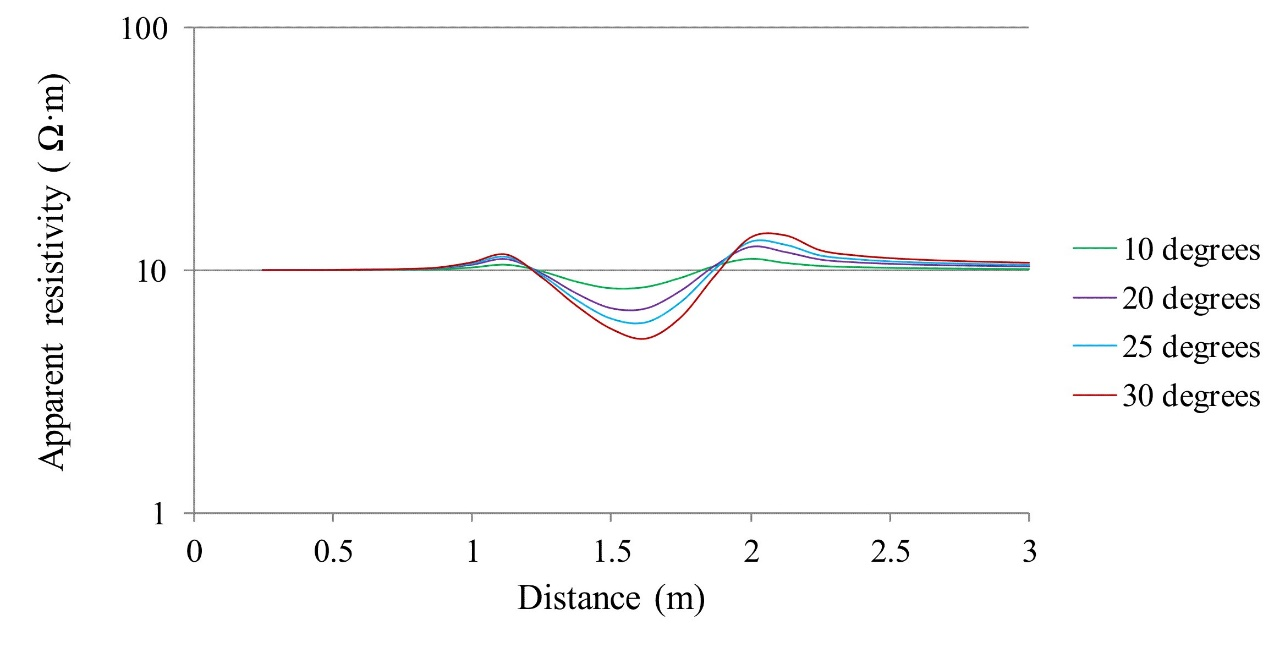 100
10
1
Apparent resistivity ( Ω·m)
0 0.5 1 1.5 2 2.5 3
Distance (m)
10 degrees
20 degrees
25 degrees
30 degrees